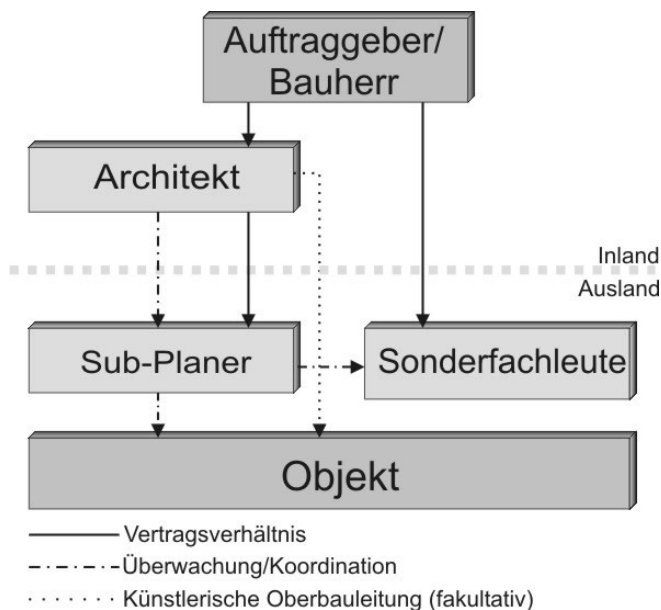 Auftraggeber/
Bauherr
Architekt
Inland
Ausland
Sub-Planer
Sonderfachleute
Objekt
Vertragsverhältnis
Überwachung/Koordination
Künstlerische Oberbauleitung (fakultativ)